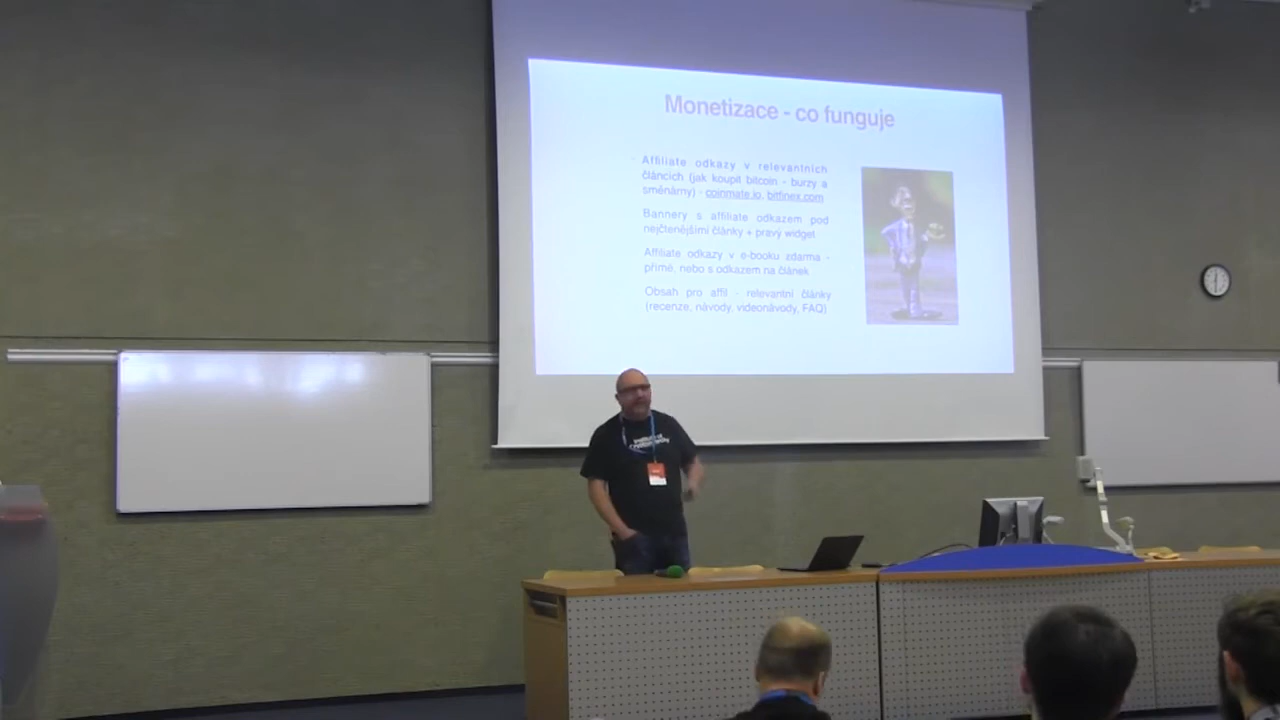 Monetizace - co funguje
Affiliate odkazy v relevantních
článcích (jak koupit bitcoin - burzy a
směnárny) - coinmate.io, bitfinex.com
Bannery s affiliate odkazem pod
nejčtenějšími články + pravý widget
Affiliate odkazy v e-booku zdarma -
přímé, nebo s odkazem na článek
Obsah pro affil - relevantní články
(recenze, návody, videonávody, FAQ)